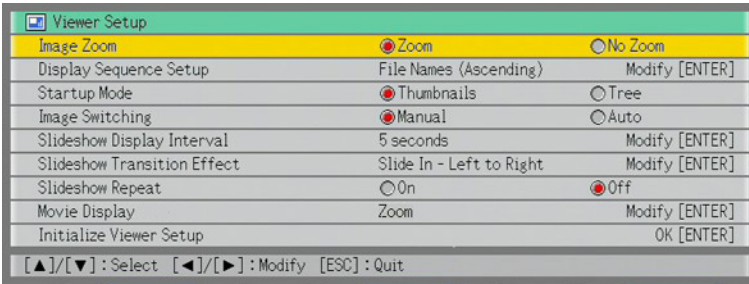 Viewer Setup
Image Zoom Zoom No Zoom
Display Sequence Setup File Names (Ascending) Modify [ENTER]
Startup Mode Thumbnails Tree
Image Switching Manual Auto
Slideshow Display Interval 5 seconds Modify [ENTER]
Slideshow Transition Effect Slide In - Left to Right Modify [ENTER]
Slideshow Repeat On Off
Movie Display Zoom Modify [ENTER]
Initialize Viewer Setup OK [ENTER]
[▲]/[▼]:Select [◄]/[►]:Modify [ESC]:Quit